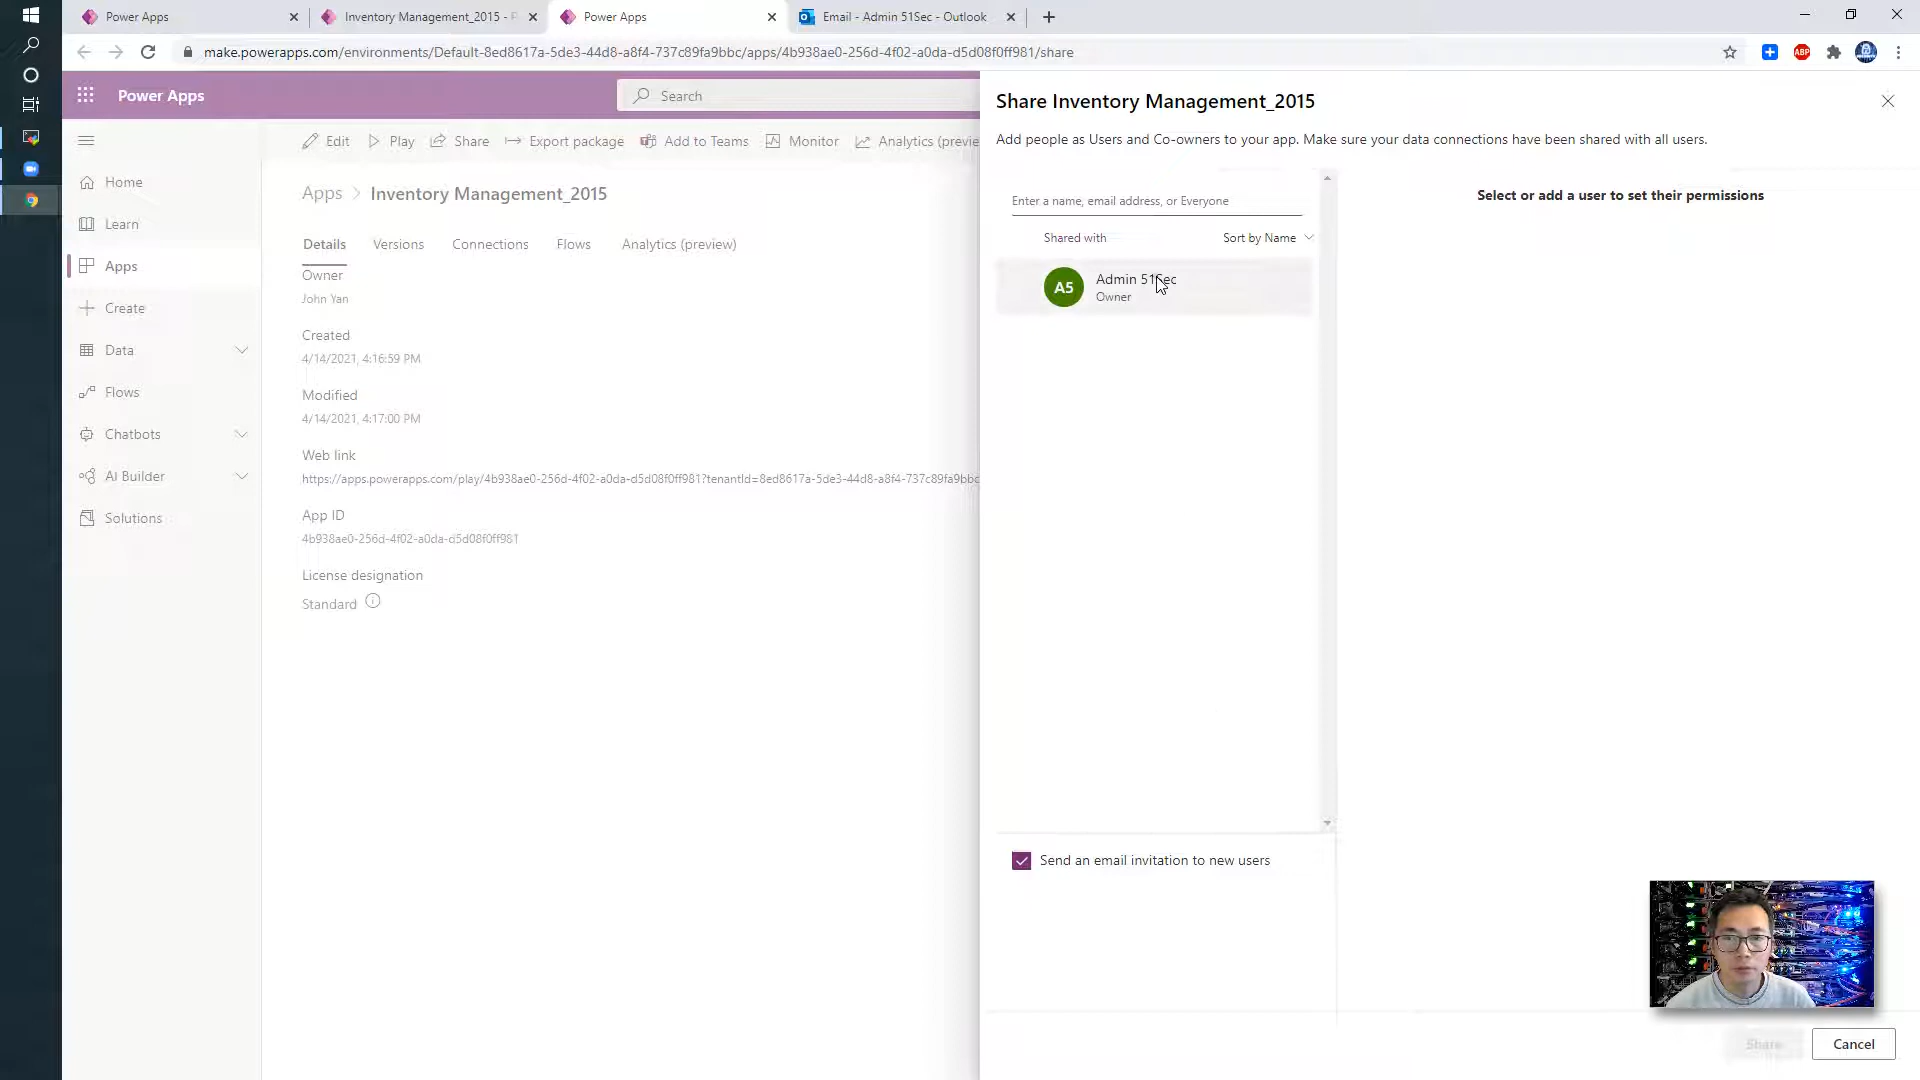 Power Apps
Inventory Management_2015 - P
Power Apps
Email - Admin 51Sec - Outlook
make.powerapps.com/environments/Default-8ed8617a-5de3-44d8-a8f4-737c89fa9bbc/apps/4b938ae0-256d-4f02-a0da-d5d08f0ff981/share
ABP
Power Apps
Search
Edit
Play
Share
Export package
Add to Teams
Monitor
Analytics (previe
Home
Learn
Apps
Create
Data
Flows
Chatbots
AI Builder
Solutions
Apps > Inventory Management_2015
Details
Versions
Connections
Flows
Analytics (preview)
Owner
John Yan
Created
4/14/2021, 4:16:59 PM
Modified
4/14/2021, 4:17:00 PM
Web link
https://apps.powerapps.com/play/4b938ae0-256d-4f02-a0da-d5d08f0ff981?tenantId=8ed8617a-5de3-44d8-a8f4-737c89fa9bbc
App ID
4b938ae0-256d-4f02-a0da-d5d08f0ff981
License designation
Standard
Share Inventory Management_2015
Add people as Users and Co-owners to your app. Make sure your data connections have been shared with all users.
Enter a name, email address, or Everyone
Shared with
Sort by Name
A5
Admin 51Sec
Owner
Select or add a user to set their permissions
Send an email invitation to new users
Share
Cancel